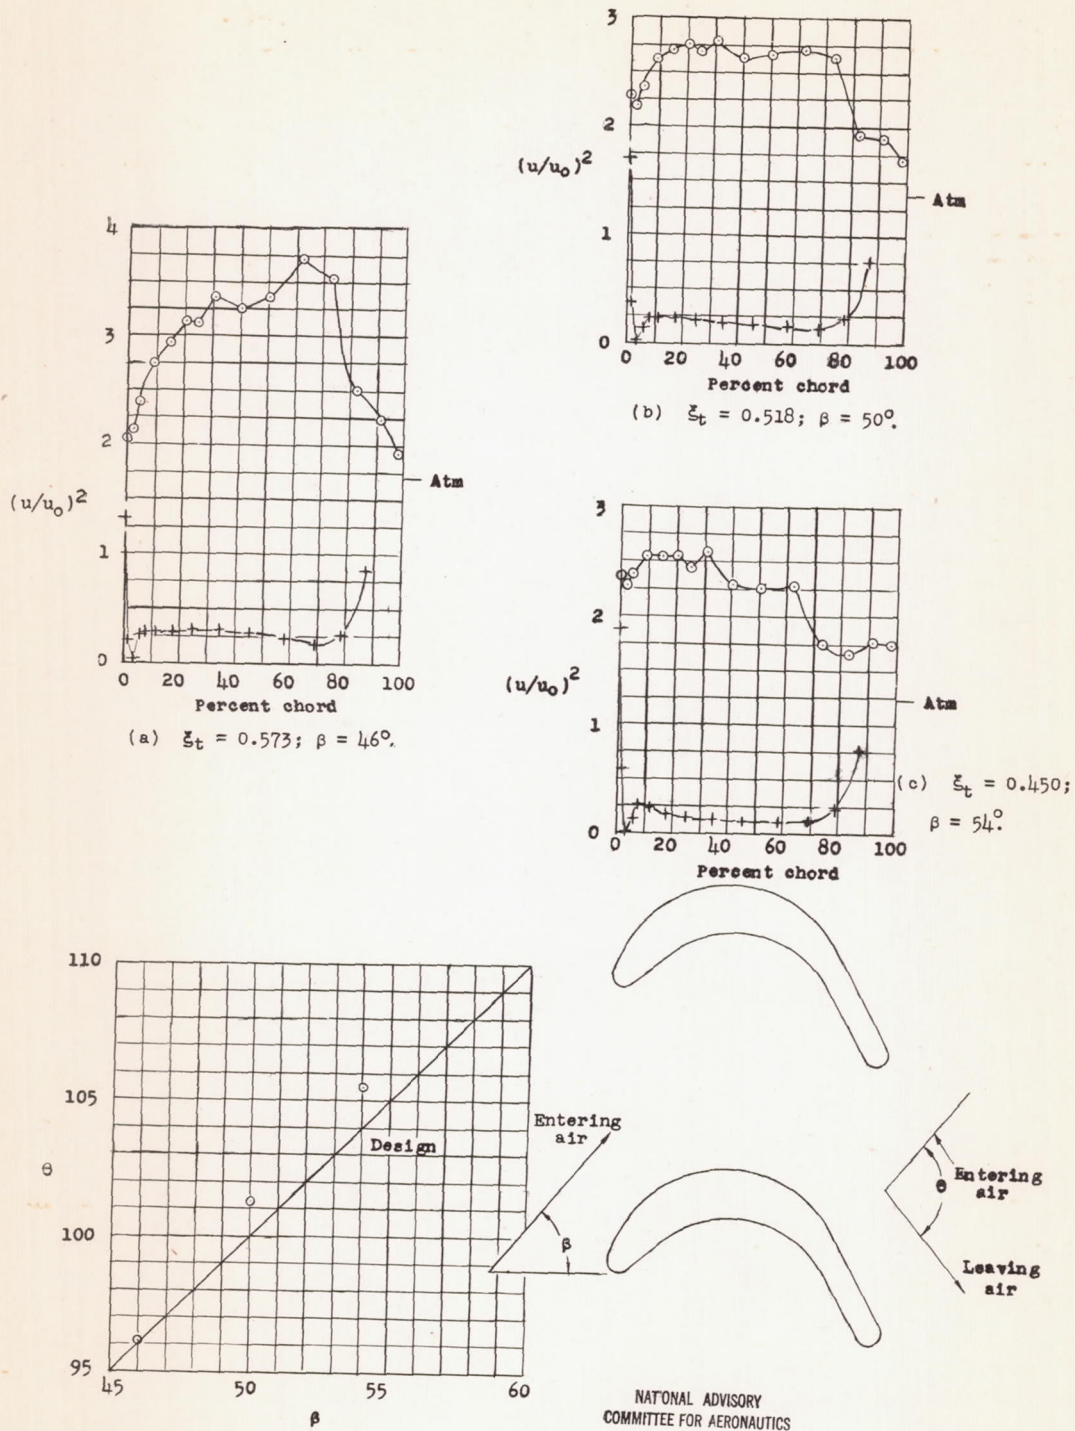 3
2
(u/u₀)²
1
0
Atm
0 20 40 60 80 100
Percent chord
(b) ξt = 0.518; β = 50°.
4
3
2
(u/u₀)²
1
0
Atm
0 20 40 60 80 100
Percent chord
(a) ξt = 0.573; β = 46°.
3
2
(u/u₀)²
1
0
Atm
0 20 40 60 80 100
Percent chord
(c) ξt = 0.450;
β = 54°.
110
105
θ
100
95
45 50 55 60
β
Design
Entering
air
β
θ
Entering
air
Leaving
air
NATIONAL ADVISORY
COMMITTEE FOR AERONAUTICS